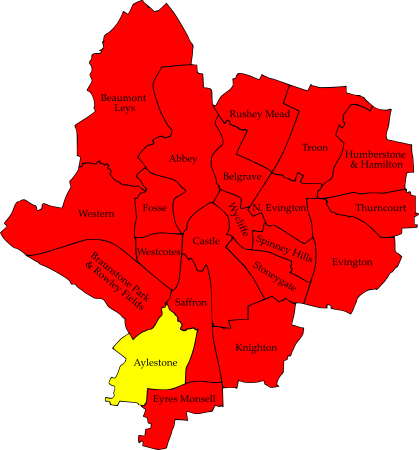 Beaumont
Leys
Rushey Mead
Abbey
Troon
Humberstone
& Hamilton
Belgrave
Western
Fosse
Wycliffe
N. Evington
Thurncourt
Castle
Westcotes
Spinney Hills
Evington
Stoneygate
Braunstone Park
& Rowley Fields
Saffron
Knighton
Aylestone
Eyres Monsell